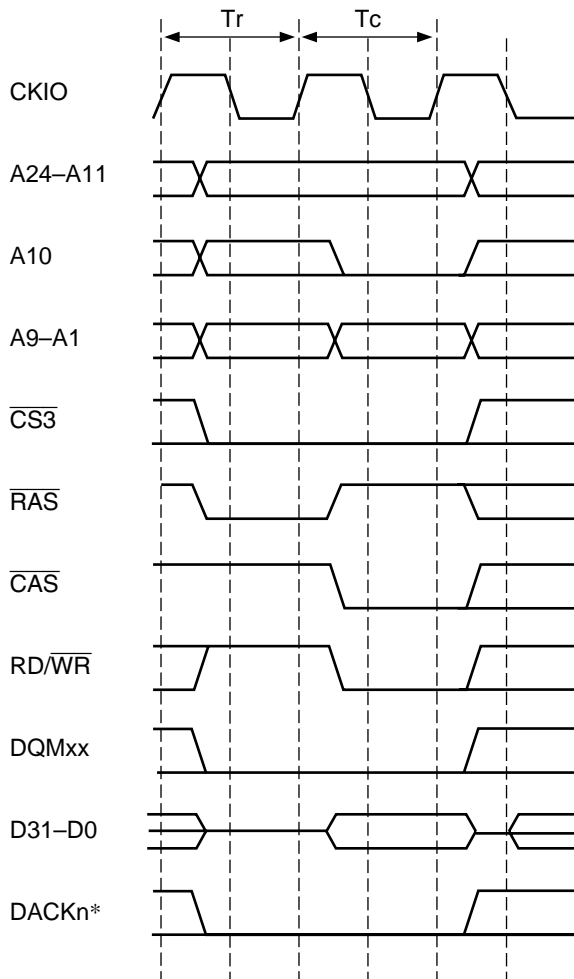 Tr Tc
CKIO
A24–A11
A10
A9–A1
CS3
RAS
CAS
RD/WR
DQMxx
D31–D0
DACKn*